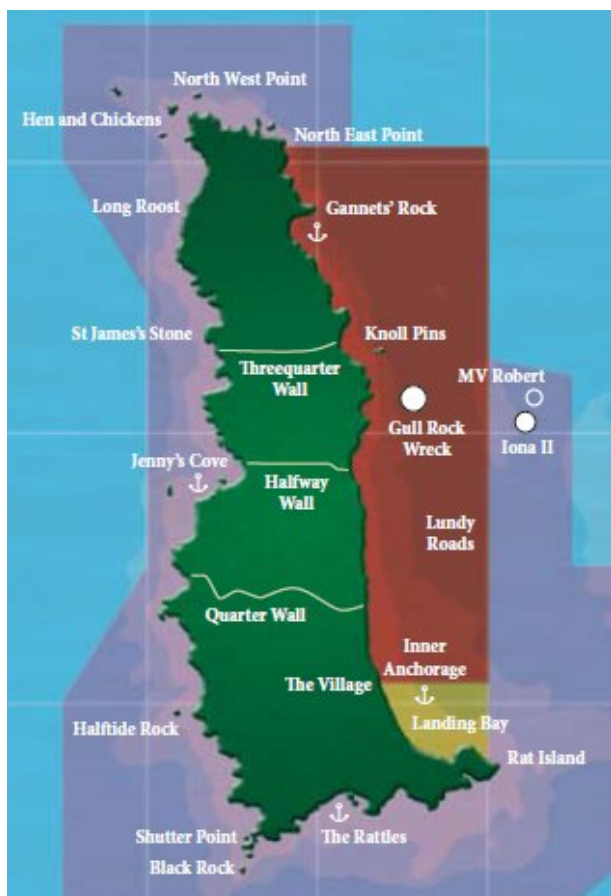 North West Point
Hen and Chickens
North East Point
Long Roost
Gannets' Rock
St James's Stone
Knoll Pins
Threequarter
Wall
MV Robert
Gull Rock
Wreck
Iona II
Jenny's Cove
Halfway
Wall
Lundy
Roads
Quarter Wall
Inner
Anchorage
The Village
Halftide Rock
Landing Bay
Rat Island
Shutter Point
The Rattles
Black Rock